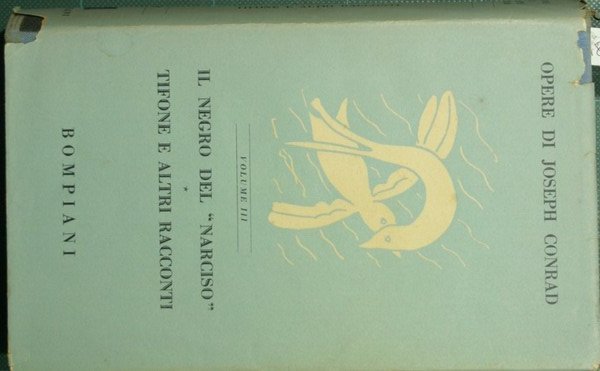 OPERE DI JOSEPH CONRAD
VOLUME III
IL NEGRO DEL "NARCISO"
*
TIFONE E ALTRI RACCONTI
BOMPIANI